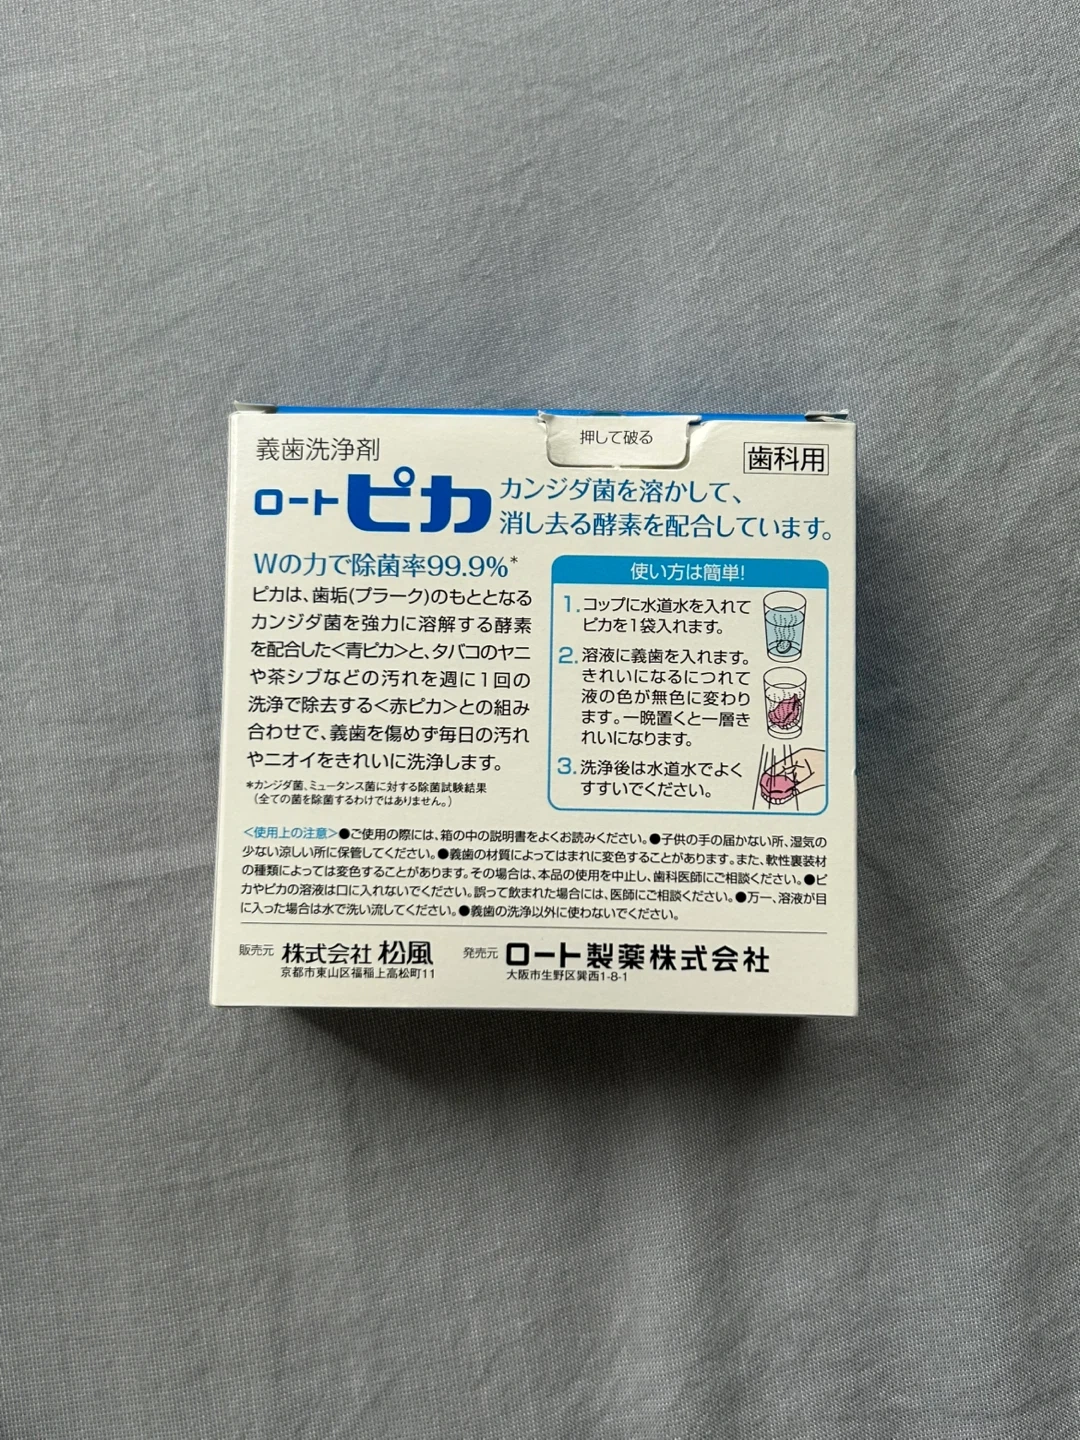 押して破る
義歯洗浄剤
歯科用
ロートピカ
カンジダ菌を溶かして、
消し去る酵素を配合しています。
Wの力で除菌率99.9%*
ピカは、歯垢(プラーク)のもととなる
カンジダ菌を強力に溶解する酵素
を配合した<青ピカ>と、タバコのヤニ
や茶シブなどの汚れを週に1回の
洗浄で除去する<赤ピカ>との組み
合わせで、義歯を傷めず毎日の汚れ
やニオイをきれいに洗浄します。
*カンジダ菌、ミュータンス菌に対する除菌試験結果
(全ての菌を除菌するわけではありません。)
使い方は簡単!
1. コップに水道水を入れて
ピカを1袋入れます。
2. 溶液に義歯を入れます。
きれいになるにつれて
液の色が無色に変わり
ます。一晩置くと一層き
れいになります。
3. 洗浄後は水道水でよく
すすいでください。
<使用上の注意>●ご使用の際には、箱の中の説明書をよくお読みください。●子供の手の届かない所、湿気の
少ない涼しい所に保管してください。●義歯の材質によってはまれに変色することがあります。また、軟性裏装材
の種類によっては変色することがあります。その場合は、本品の使用を中止し、歯科医師にご相談ください。●ピ
カやピカの溶液は口に入れないでください。誤って飲まれた場合には、医師にご相談ください。●万一、溶液が目
に入った場合は水で洗い流してください。●義歯の洗浄以外に使わないでください。
販売元 株式会社 松風
京都市東山区福稲上高松町11
発売元 ロート製薬株式会社
大阪市生野区巽西1-8-1